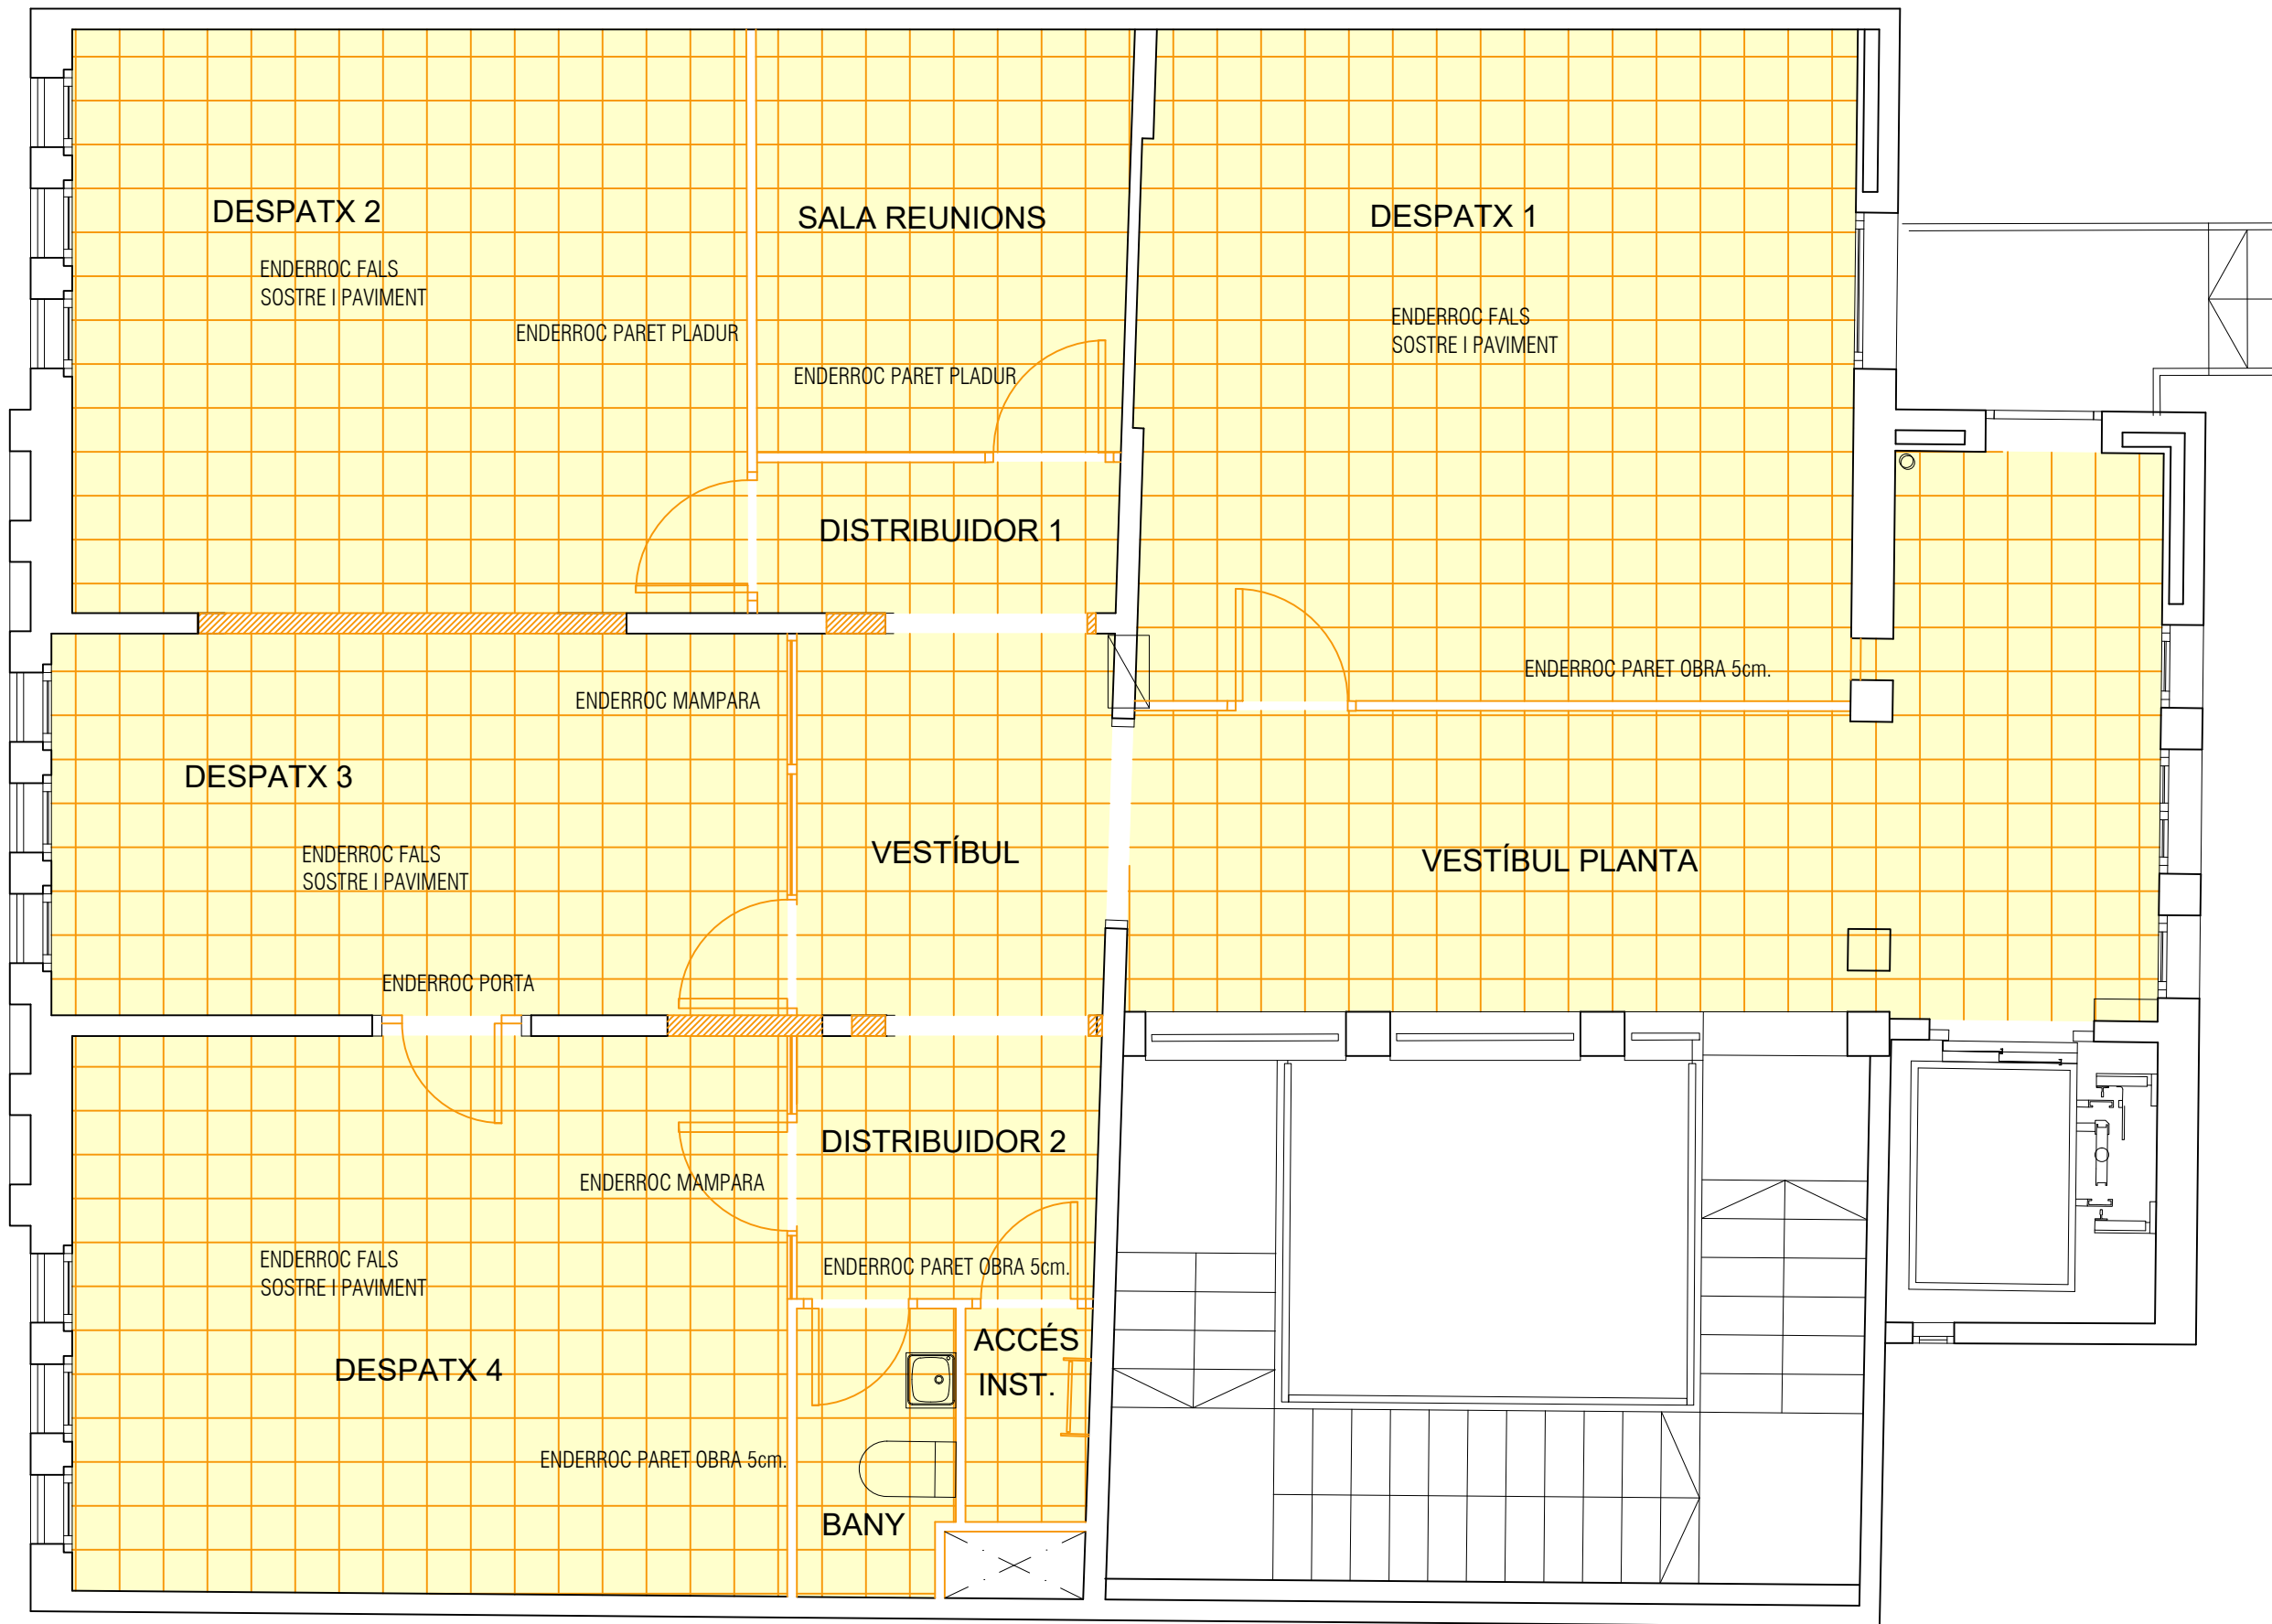 DESPATX 2
SALA REUNIONS
DESPATX 1
ENDERROC FALS
SOSTRE I PAVIMENT
ENDERROC PARET PLADUR
ENDERROC FALS
SOSTRE I PAVIMENT
ENDERROC PARET PLADUR
DISTRIBUIDOR 1
ENDERROC PARET OBRA 5cm.
ENDERROC MAMPARA
DESPATX 3
VESTÍBUL
VESTÍBUL PLANTA
ENDERROC FALS
SOSTRE I PAVIMENT
ENDERROC PORTA
DISTRIBUIDOR 2
ENDERROC MAMPARA
ENDERROC FALS
SOSTRE I PAVIMENT
ENDERROC PARET OBRA 5cm.
ACCÉS
INST.
DESPATX 4
ENDERROC PARET OBRA 5cm.
BANY